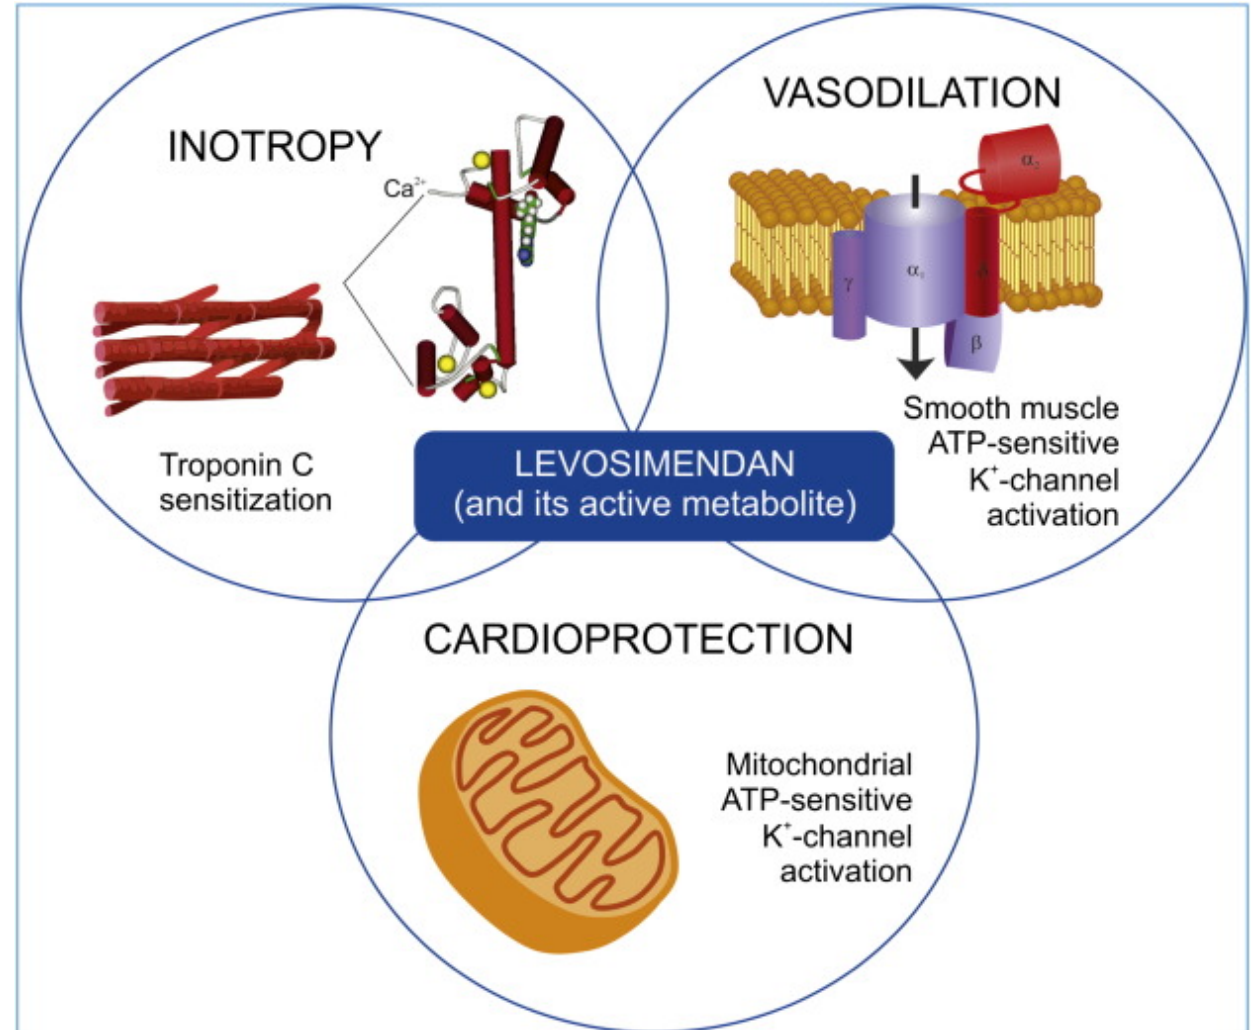 INOTROPY
Ca²⁺
Troponin C
sensitization
VASODILATION
α₂
α₁
γ
δ
β
Smooth muscle
ATP-sensitive
K⁺-channel
activation
LEVOSIMENDAN
(and its active metabolite)
CARDIOPROTECTION
Mitochondrial
ATP-sensitive
K⁺-channel
activation